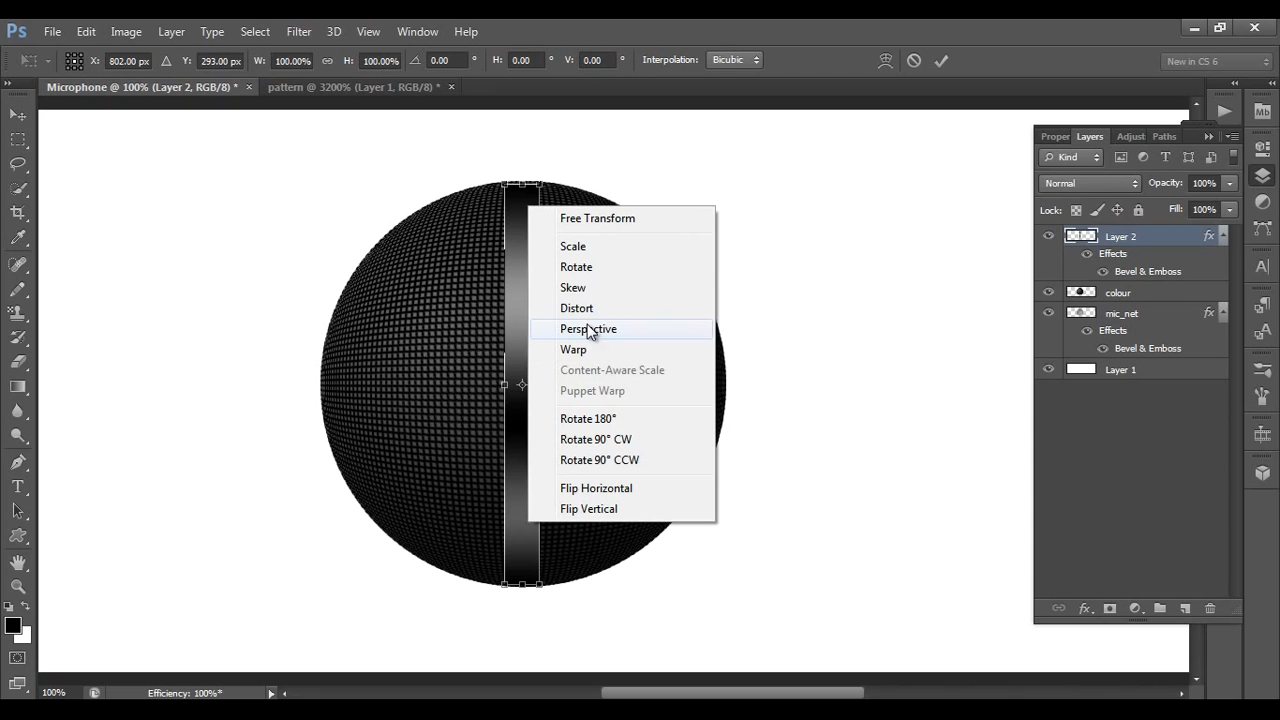 Ps File Edit Image Layer Type Select Filter 3D View Window Help
X: 802.00 px Y: 293.00 px W: 100.00% H: 100.00% 0.00 ° H: 0.00 ° V: 0.00 ° Interpolation: Bicubic New in CS 6
Microphone @ 100% (Layer 2, RGB/8) * × pattern @ 3200% (Layer 1, RGB/8) * ×
Free Transform
Scale
Rotate
Skew
Distort
Perspective
Warp
Content-Aware Scale
Puppet Warp
Rotate 180°
Rotate 90° CW
Rotate 90° CCW
Flip Horizontal
Flip Vertical
Proper Layers Adjust Paths
Kind
Normal Opacity: 100%
Lock: Fill: 100%
Layer 2 fx
Effects
Bevel & Emboss
colour
mic_net fx
Effects
Bevel & Emboss
Layer 1
fx
Mb
100% Efficiency: 100%*